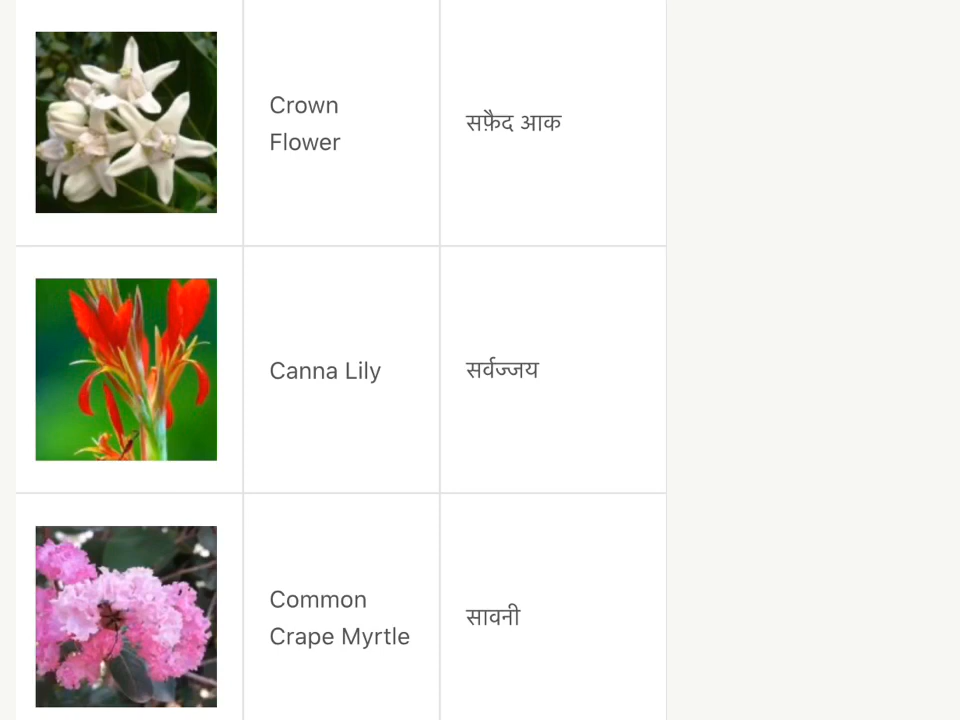 Crown
Flower
सफ़ैद आक
Canna Lily
सर्वज्जय
Common
Crape Myrtle
सावनी